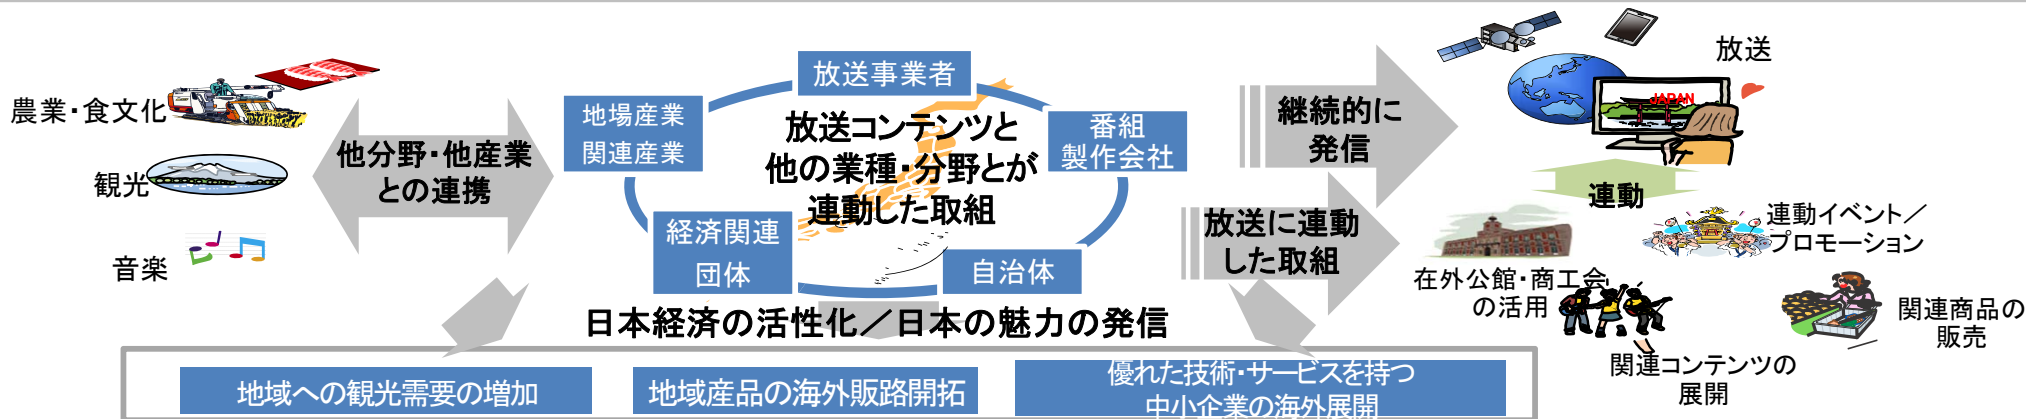 農業・食文化
観光
音楽
他分野・他産業
との連携
放送事業者
地場産業
関連産業
番組
製作会社
経済関連
団体
自治体
放送コンテンツと
他の業種・分野とが
連動した取組
継続的に
発信
放送に連動
した取組
放送
JAPAN
連動
在外公館・商工会
の活用
連動イベント／
プロモーション
関連商品の
販売
関連コンテンツの
展開
日本経済の活性化／日本の魅力の発信
地域への観光需要の増加
地域産品の海外販路開拓
優れた技術・サービスを持つ
中小企業の海外展開